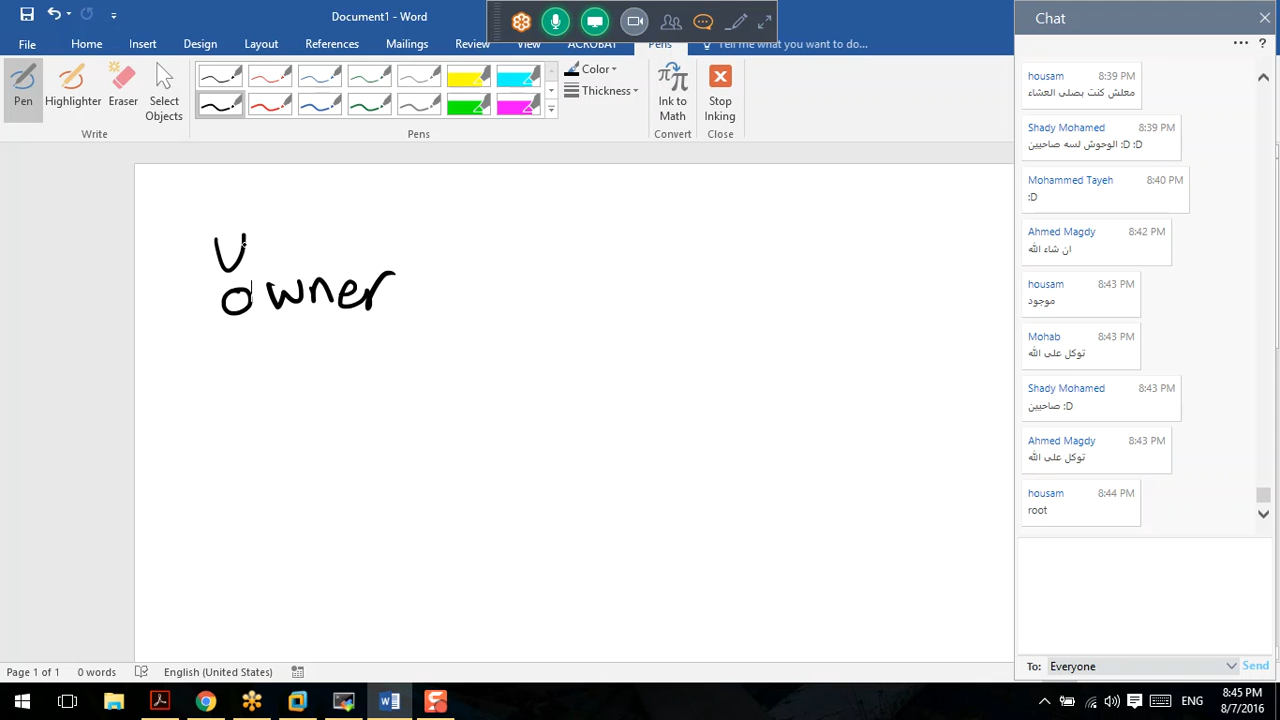 Document1 - Word
File Home Insert Design Layout References Mailings Review View ACROBAT Pens Tell me what you want to do...
Pen Highlighter Eraser Select Objects
Color
Thickness
Ink to Math
Stop Inking
Write Pens Convert Close
U
owner
Chat
housam 8:39 PM
معلش كنت بصلى العشاء
Shady Mohamed 8:39 PM
الوحوش لسه صاحيين :D :D
Mohammed Tayeh 8:40 PM
:D
Ahmed Magdy 8:42 PM
ان شاء الله
housam 8:43 PM
موجود
Mohab 8:43 PM
توكل على الله
Shady Mohamed 8:43 PM
صاحيين :D
Ahmed Magdy 8:43 PM
توكل على الله
housam 8:44 PM
root
To: Everyone Send
Page 1 of 1 0 words English (United States)
ENG 8:45 PM
8/7/2016